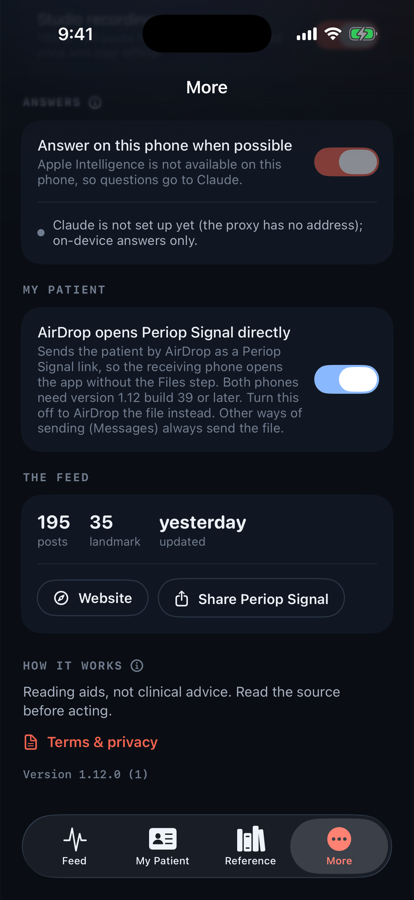 9:41
More
ANSWERS
Answer on this phone when possible
Apple Intelligence is not available on this
phone, so questions go to Claude.
Claude is not set up yet (the proxy has no address);
on-device answers only.
MY PATIENT
AirDrop opens Periop Signal directly
Sends the patient by AirDrop as a Periop
Signal link, so the receiving phone opens
the app without the Files step. Both phones
need version 1.12 build 39 or later. Turn this
off to AirDrop the file instead. Other ways of
sending (Messages) always send the file.
THE FEED
195 35 yesterday
posts landmark updated
Website Share Periop Signal
HOW IT WORKS
Reading aids, not clinical advice. Read the source
before acting.
Terms & privacy
Version 1.12.0 (1)
Feed My Patient Reference More